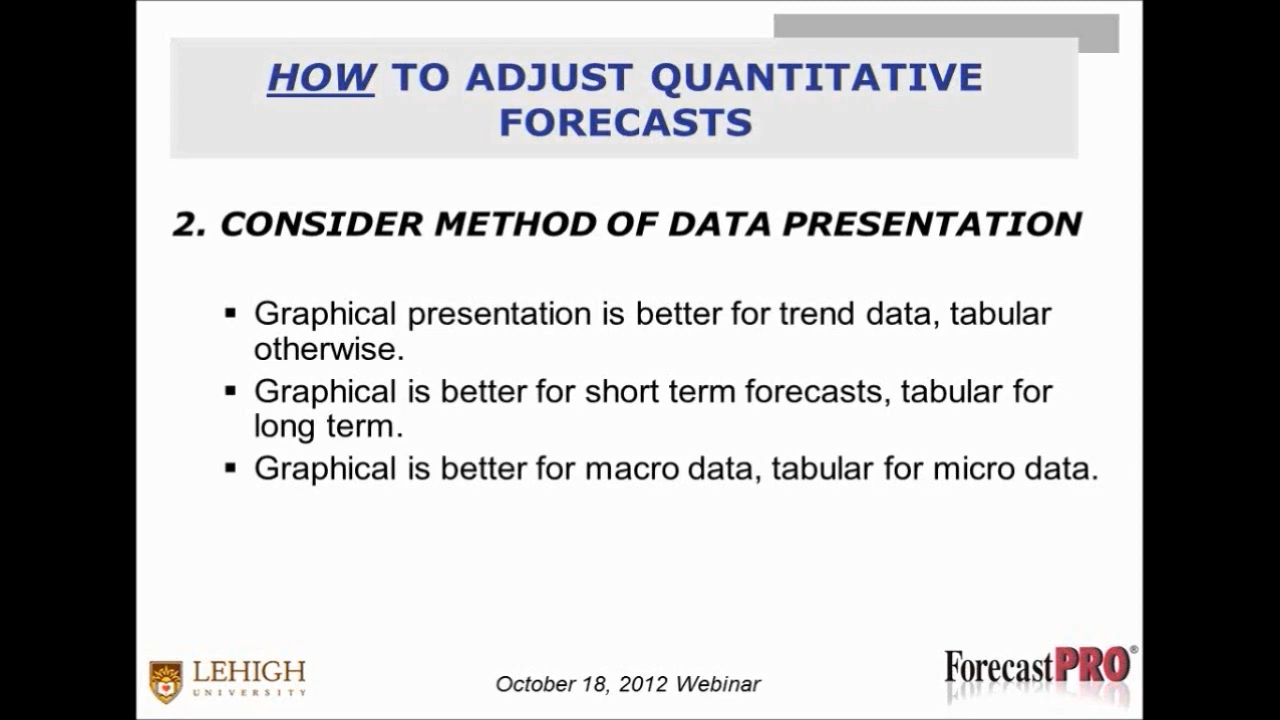 HOW TO ADJUST QUANTITATIVE
FORECASTS
2. CONSIDER METHOD OF DATA PRESENTATION
▪ Graphical presentation is better for trend data, tabular
otherwise.
▪ Graphical is better for short term forecasts, tabular for
long term.
▪ Graphical is better for macro data, tabular for micro data.
LEHIGH
UNIVERSITY
October 18, 2012 Webinar
ForecastPRO®